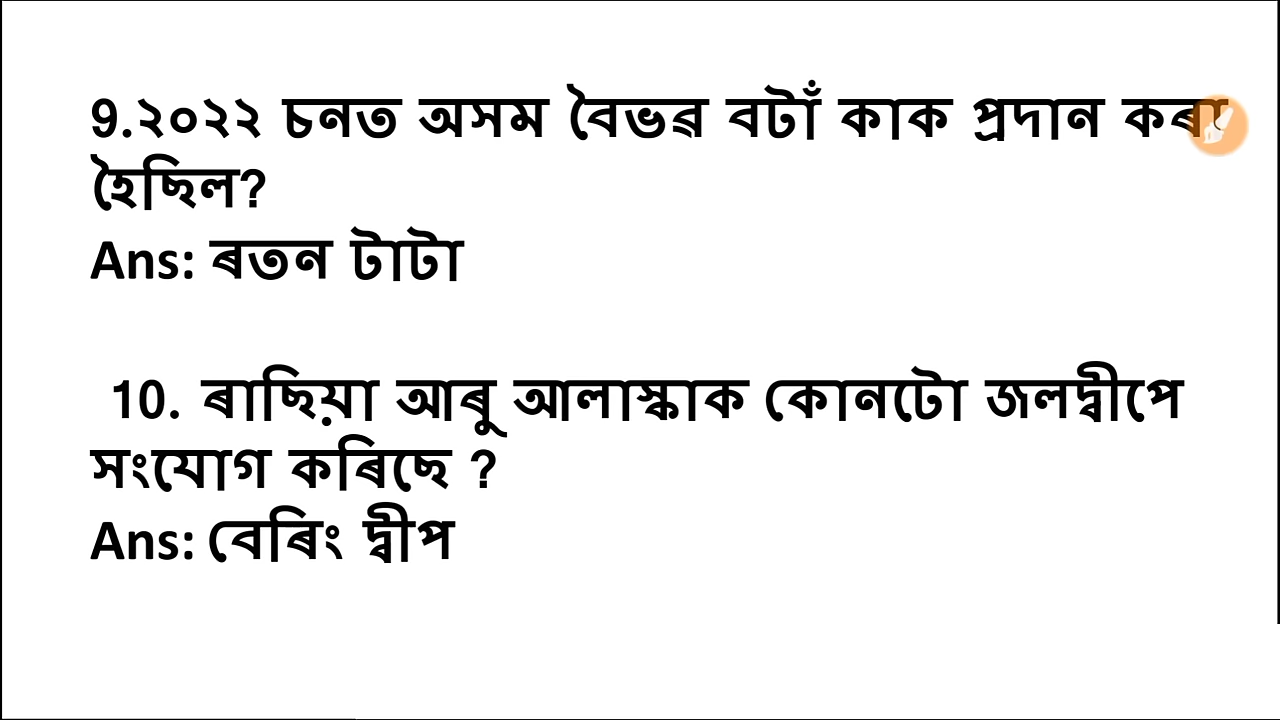 9.২০২২ চনত অসম বৈভৱ বটাঁ কাক প্ৰদান কৰা
হৈছিল?
Ans: ৰতন টাটা
10. ৰাছিয়া আৰু আলাস্কাক কোনটো জলদ্বীপে
সংযোগ কৰিছে ?
Ans: বেৰিং দ্বীপ